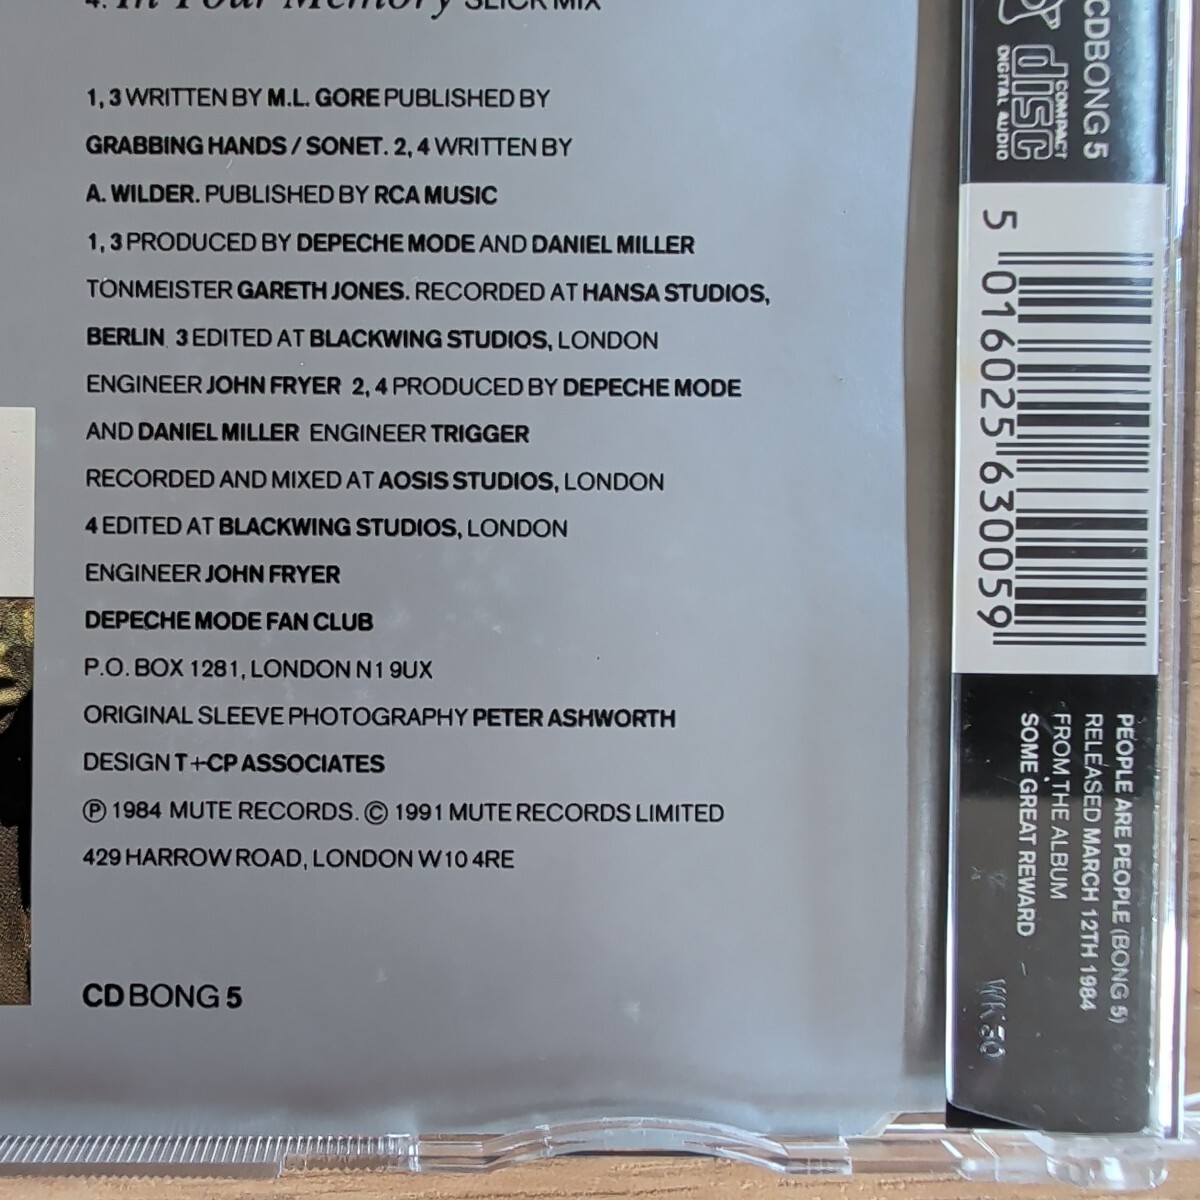 4. In Your Memory SLICK MIX
1, 3 WRITTEN BY M.L. GORE PUBLISHED BY
GRABBING HANDS / SONET. 2, 4 WRITTEN BY
A. WILDER. PUBLISHED BY RCA MUSIC
1, 3 PRODUCED BY DEPECHE MODE AND DANIEL MILLER
TONMEISTER GARETH JONES. RECORDED AT HANSA STUDIOS,
BERLIN 3 EDITED AT BLACKWING STUDIOS, LONDON
ENGINEER JOHN FRYER 2, 4 PRODUCED BY DEPECHE MODE
AND DANIEL MILLER ENGINEER TRIGGER
RECORDED AND MIXED AT AOSIS STUDIOS, LONDON
4 EDITED AT BLACKWING STUDIOS, LONDON
ENGINEER JOHN FRYER
DEPECHE MODE FAN CLUB
P.O. BOX 1281, LONDON N1 9UX
ORIGINAL SLEEVE PHOTOGRAPHY PETER ASHWORTH
DESIGN T+CP ASSOCIATES
℗ 1984 MUTE RECORDS. © 1991 MUTE RECORDS LIMITED
429 HARROW ROAD, LONDON W10 4RE
CD BONG 5
CDBONG 5
COMPACT
disc
DIGITAL AUDIO
5 016025 630059
PEOPLE ARE PEOPLE (BONG 5)
RELEASED MARCH 12TH 1984
FROM THE ALBUM
SOME GREAT REWARD
WK 50